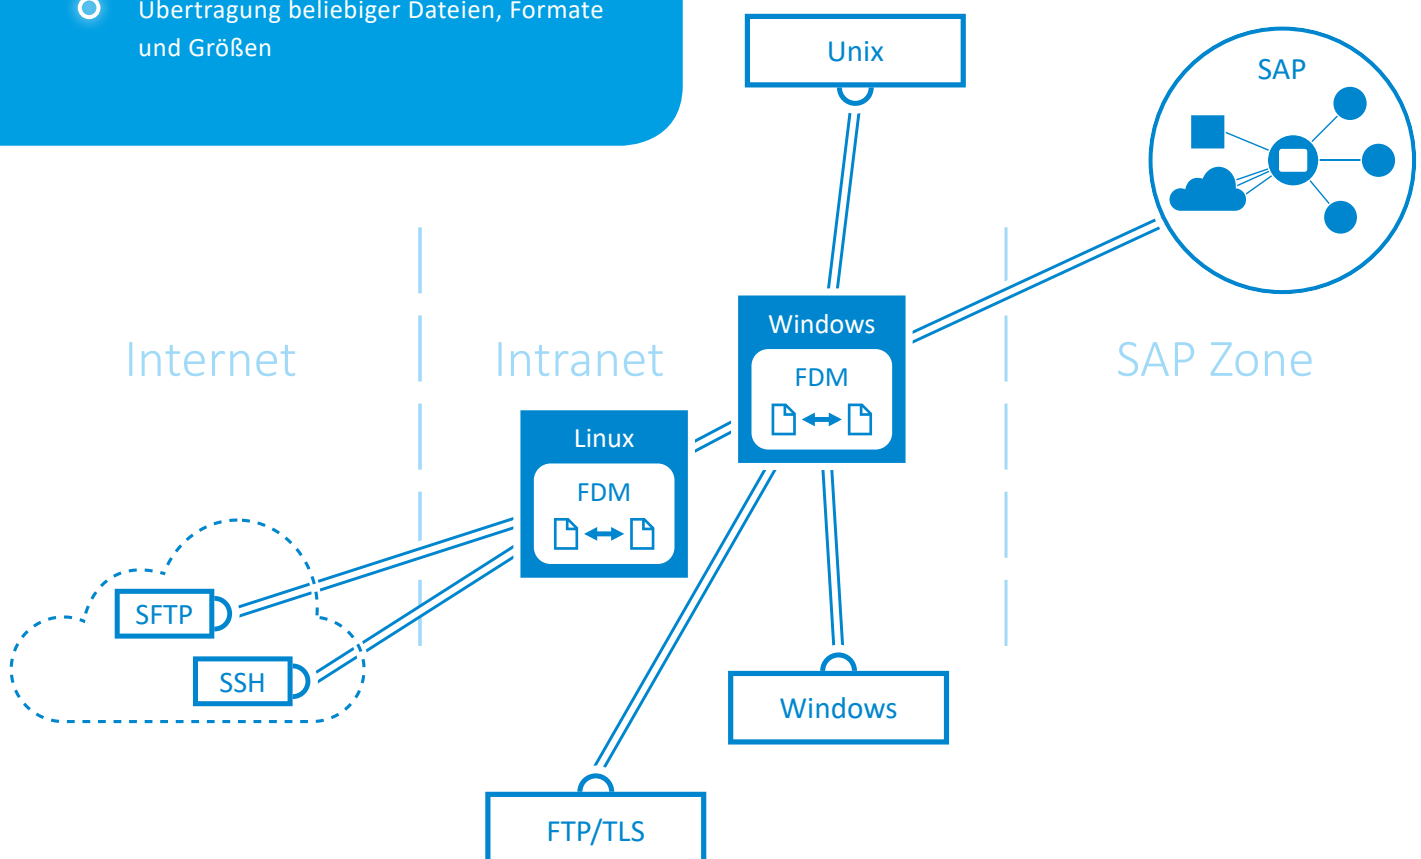 Übertragung beliebiger Dateien, Formate
und Größen
Unix
SAP
Windows
FDM
Internet
Intranet
SAP Zone
Linux
FDM
SFTP
SSH
Windows
FTP/TLS